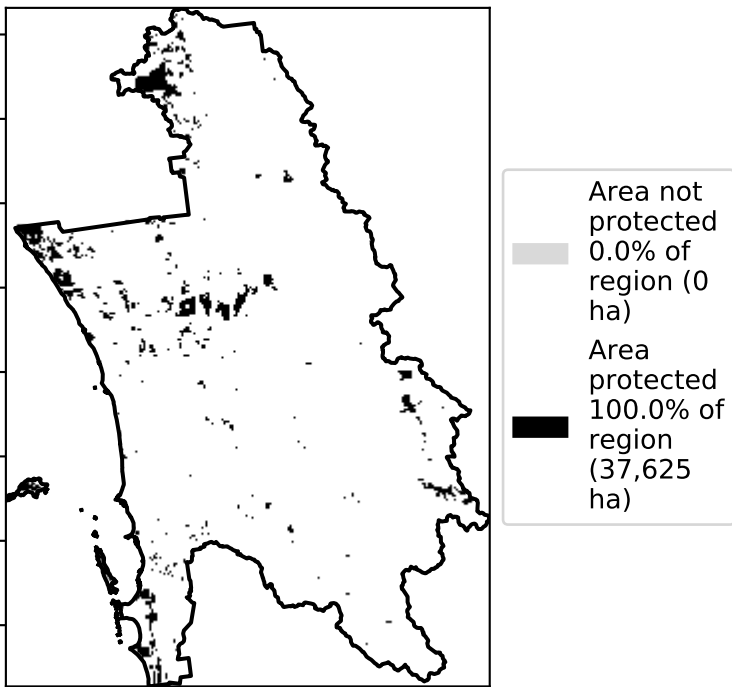 Area not
protected
0.0% of
region (0
ha)
Area
protected
100.0% of
region
(37,625
ha)